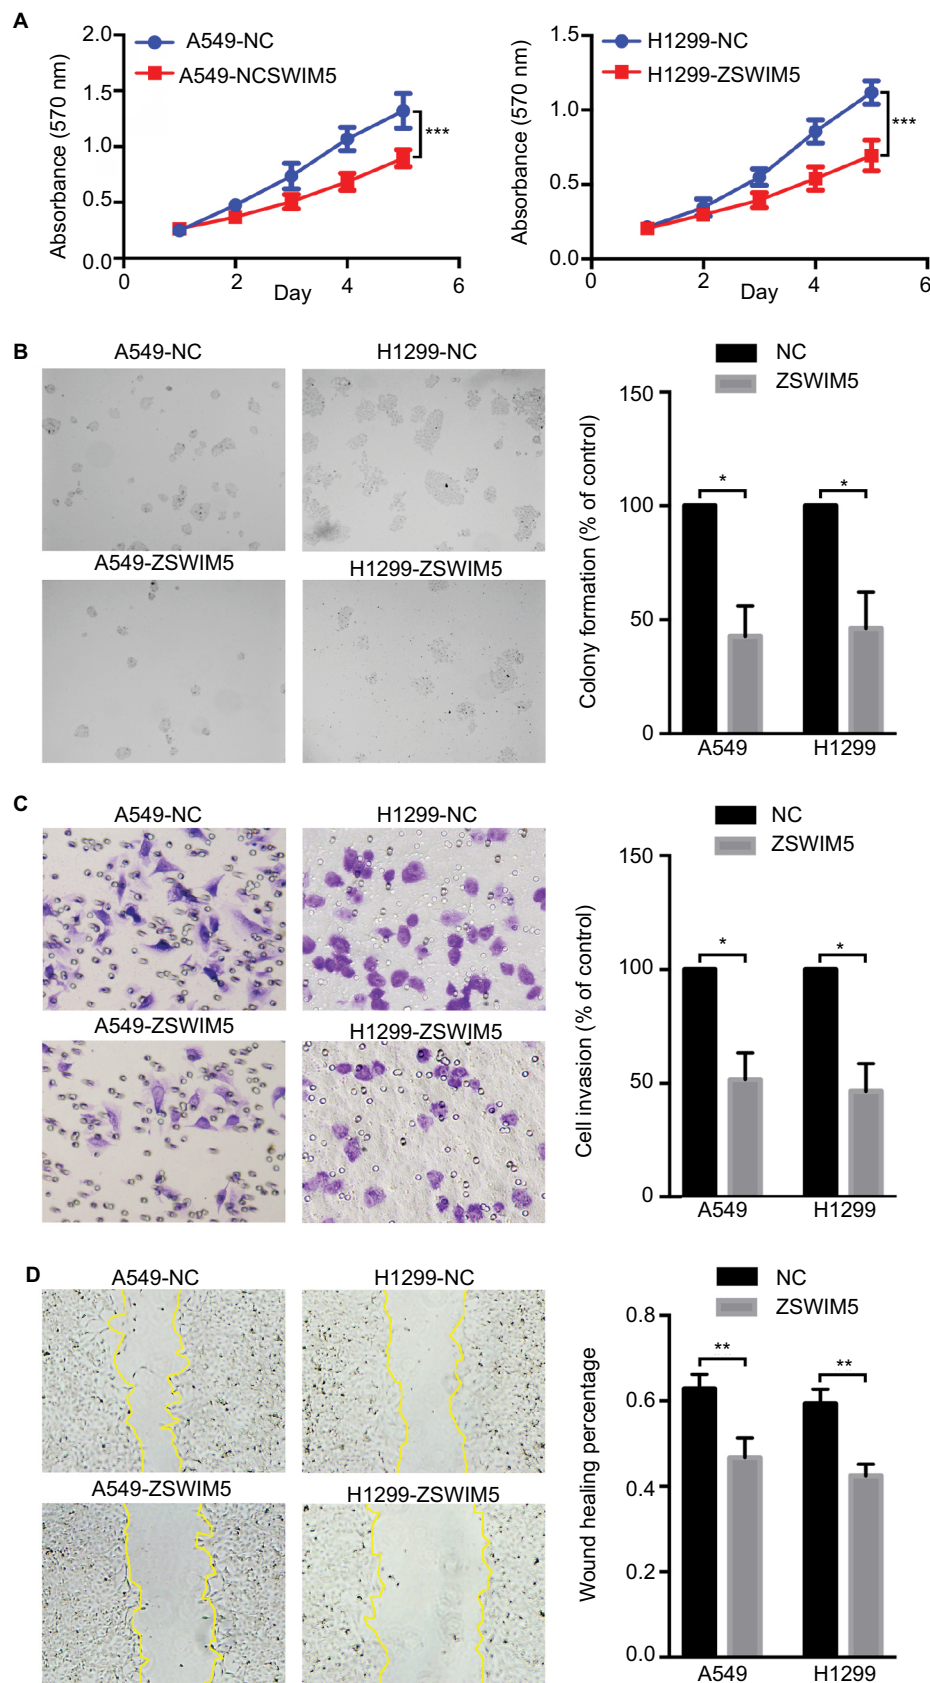 A
A549-NC
A549-NCSWIM5
2.0
1.5
1.0
0.5
0.0
Absorbance (570 nm)
0 2 4 6
Day
***
H1299-NC
H1299-ZSWIM5
1.5
1.0
0.5
0.0
Absorbance (570 nm)
0 2 4 6
Day
***
B
A549-NC
H1299-NC
A549-ZSWIM5
H1299-ZSWIM5
NC
ZSWIM5
150
100
50
0
Colony formation (% of control)
* *
A549 H1299
C
A549-NC
H1299-NC
A549-ZSWIM5
H1299-ZSWIM5
NC
ZSWIM5
150
100
50
0
Cell invasion (% of control)
* *
A549 H1299
D
A549-NC
H1299-NC
A549-ZSWIM5
H1299-ZSWIM5
NC
ZSWIM5
0.8
0.6
0.4
0.2
0.0
Wound healing percentage
** **
A549 H1299